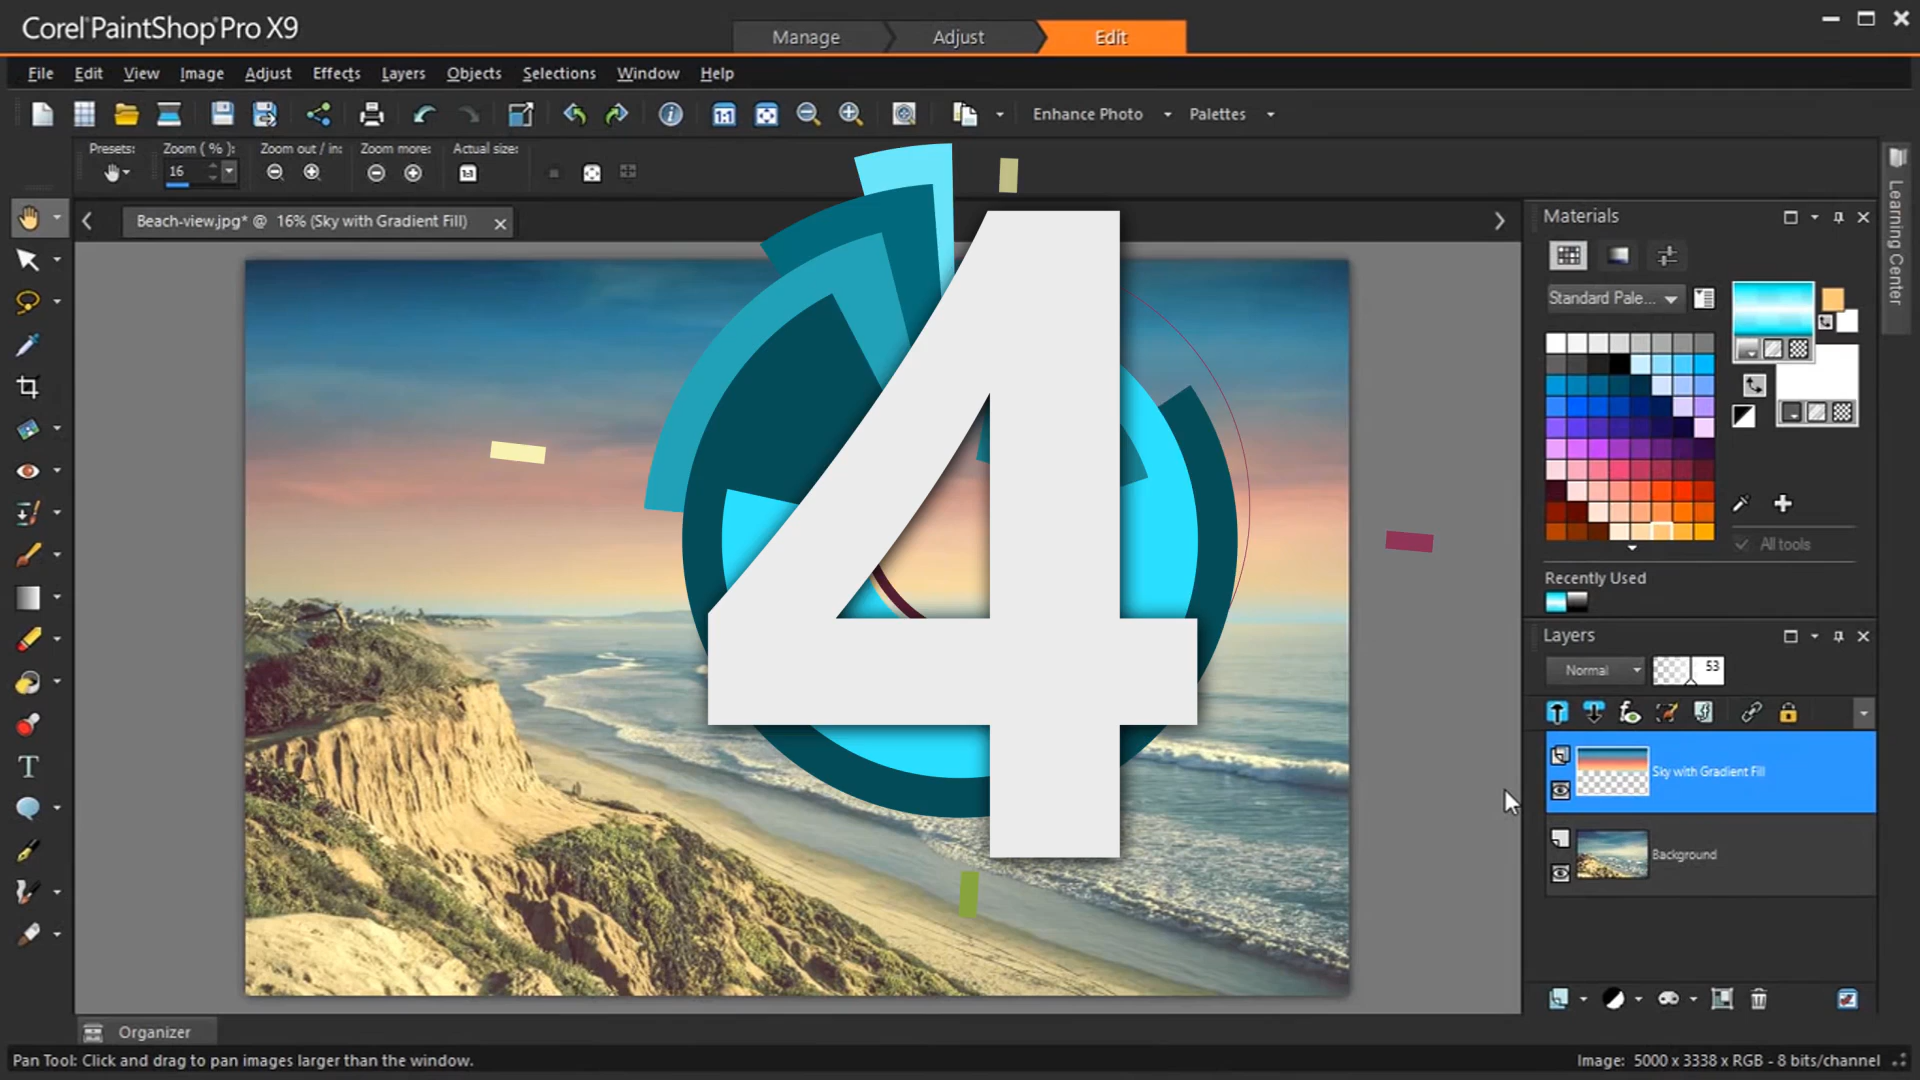 Corel PaintShop Pro X9
Manage
Adjust
Edit
File Edit View Image Adjust Effects Layers Objects Selections Window Help
1:1
Enhance Photo
Palettes
Presets:
Zoom ( % ):
Zoom out / in:
Zoom more:
Actual size:
16
Beach-view.jpg* @ 16% (Sky with Gradient Fill)
4
Learning Center
Materials
Standard Pale...
All tools
Recently Used
Layers
Normal
53
Sky with Gradient Fill
Background
T
Organizer
Pan Tool: Click and drag to pan images larger than the window.
Image: 5000 x 3338 x RGB - 8 bits/channel